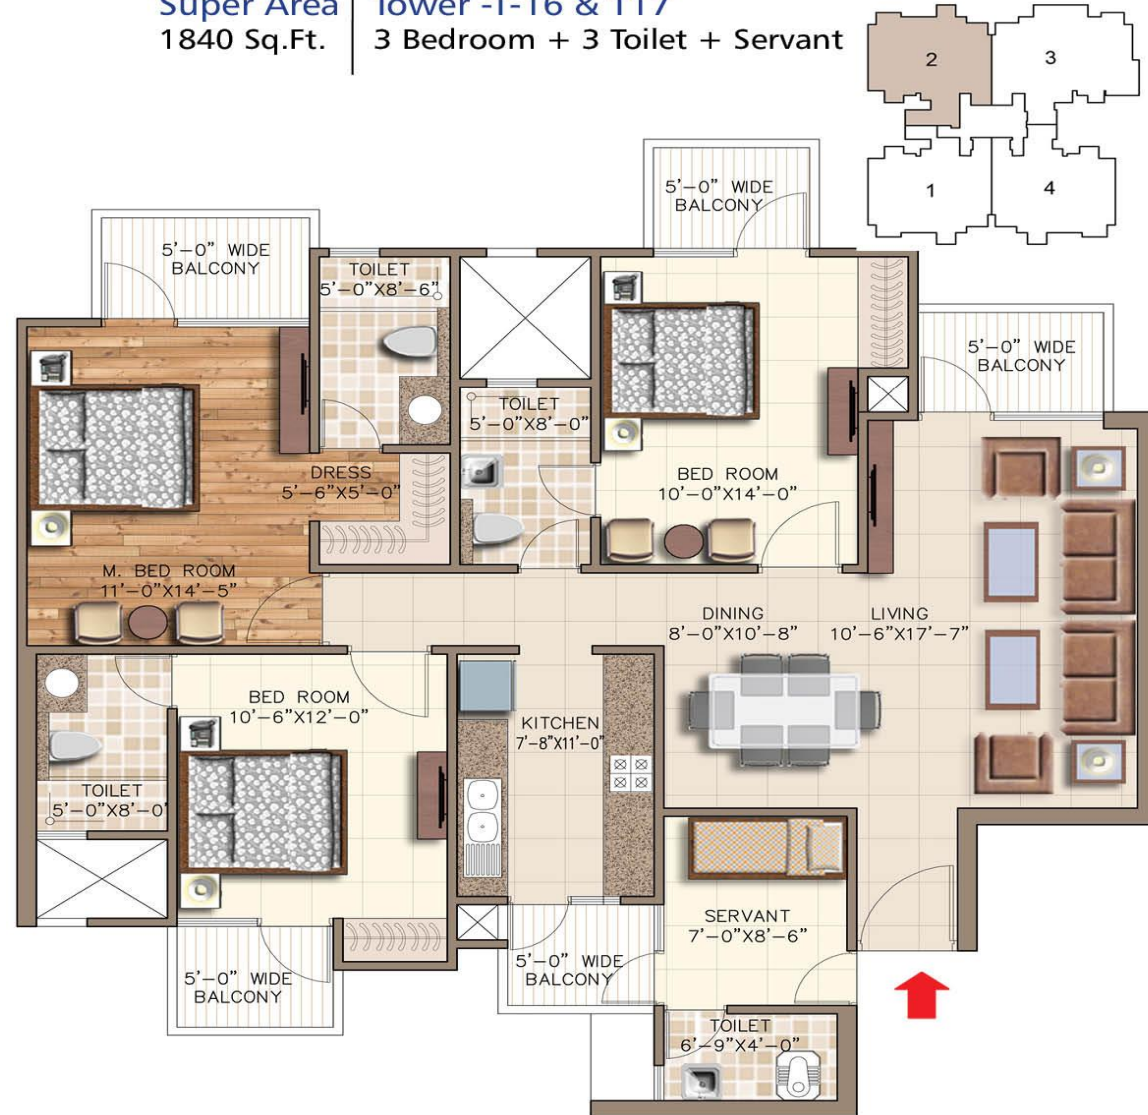 Super Area
Tower -T-16 & T17
1840 Sq.Ft.
3 Bedroom + 3 Toilet + Servant
2
3
1
4
5'-0" WIDE
BALCONY
5'-0" WIDE
BALCONY
TOILET
5'-0"X8'-6"
5'-0" WIDE
BALCONY
TOILET
5'-0"X8'-0"
DRESS
5'-6"X5'-0"
BED ROOM
10'-0"X14'-0"
M. BED ROOM
11'-0"X14'-5"
DINING
8'-0"X10'-8"
LIVING
10'-6"X17'-7"
BED ROOM
10'-6"X12'-0"
KITCHEN
7'-8"X11'-0"
TOILET
5'-0"X8'-0
SERVANT
7'-0"X8'-6"
5'-0" WIDE
BALCONY
5'-0" WIDE
BALCONY
TOILET
6'-9"X4'-0"